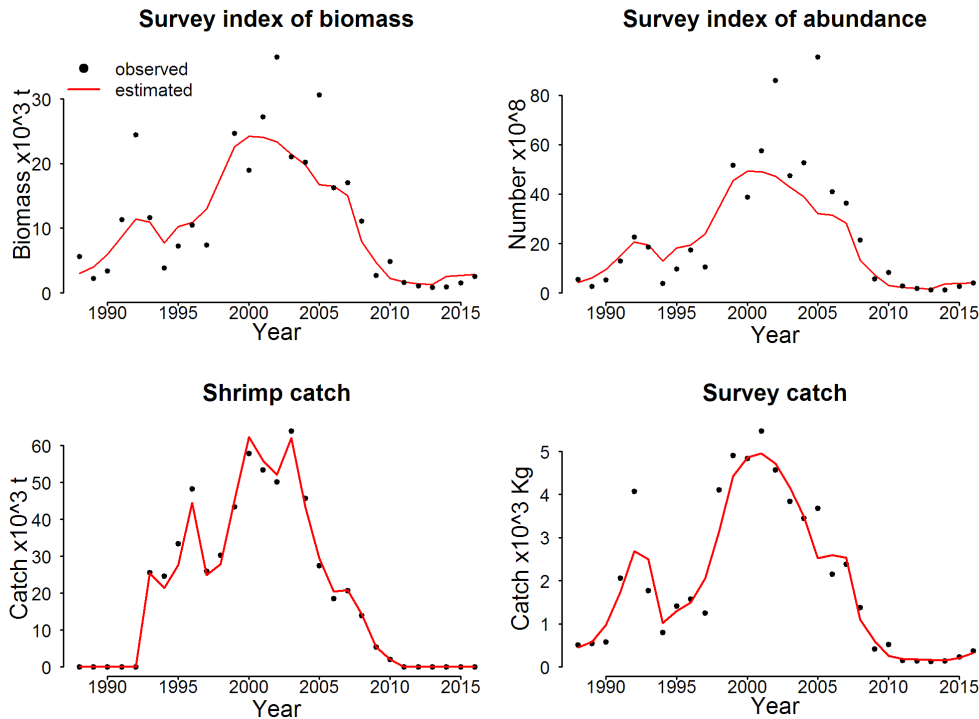 Survey index of biomass
observed
estimated
Biomass x10^3 t
30
20
10
0
1990 1995 2000 2005 2010 2015
Year
Survey index of abundance
Number x10^8
80
60
40
20
0
1990 1995 2000 2005 2010 2015
Year
Shrimp catch
Catch x10^3 t
60
50
40
30
20
10
0
1990 1995 2000 2005 2010 2015
Year
Survey catch
Catch x10^3 Kg
5
4
3
2
1
0
1990 1995 2000 2005 2010 2015
Year